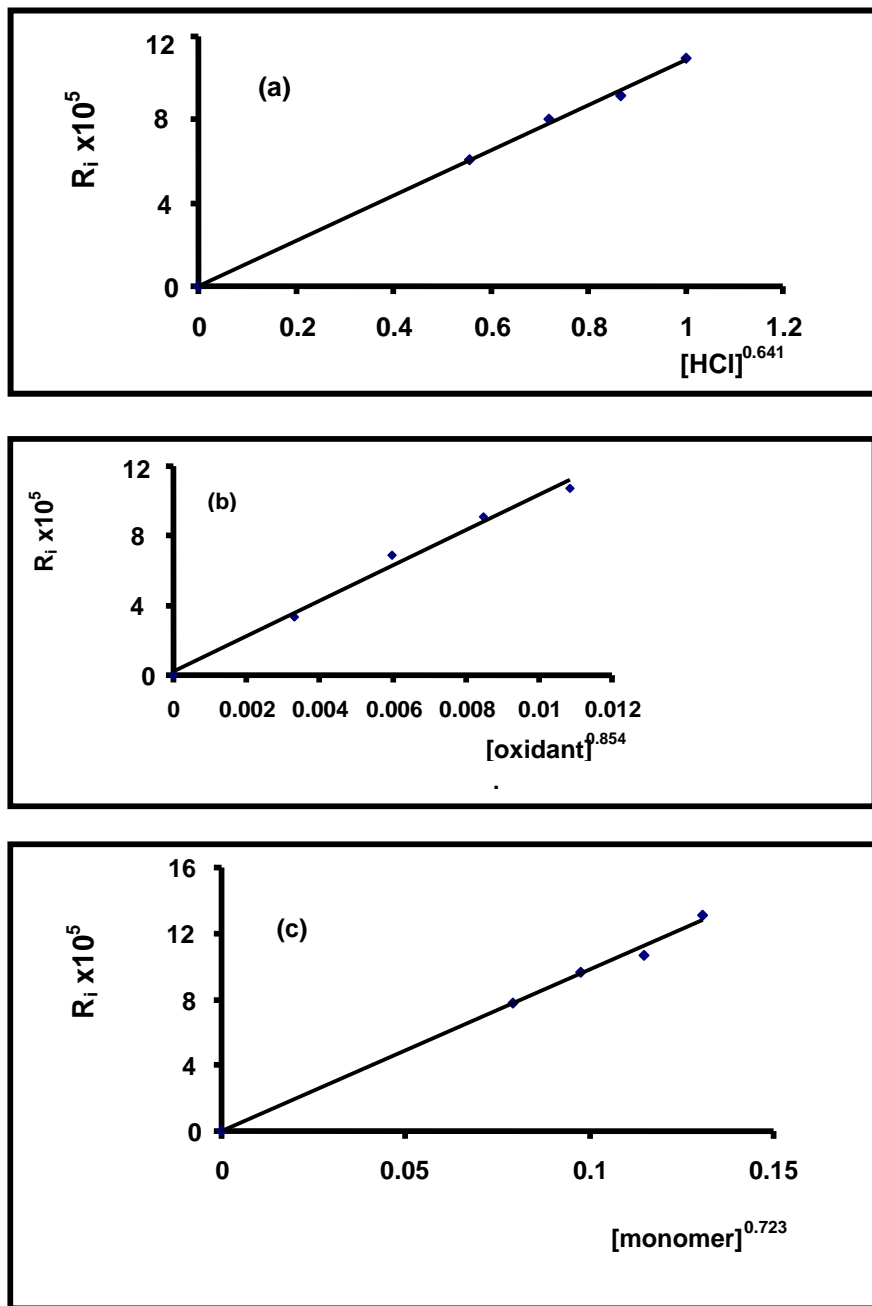 12
8
4
0
R_i x10^5
(a)
0 0.2 0.4 0.6 0.8 1 1.2
[HCl]^0.641
12
8
4
0
R_i x10^5
(b)
0 0.002 0.004 0.006 0.008 0.01 0.012
[oxidant]^0.854
.
16
12
8
4
0
R_i x10^5
(c)
0 0.05 0.1 0.15
[monomer]^0.723